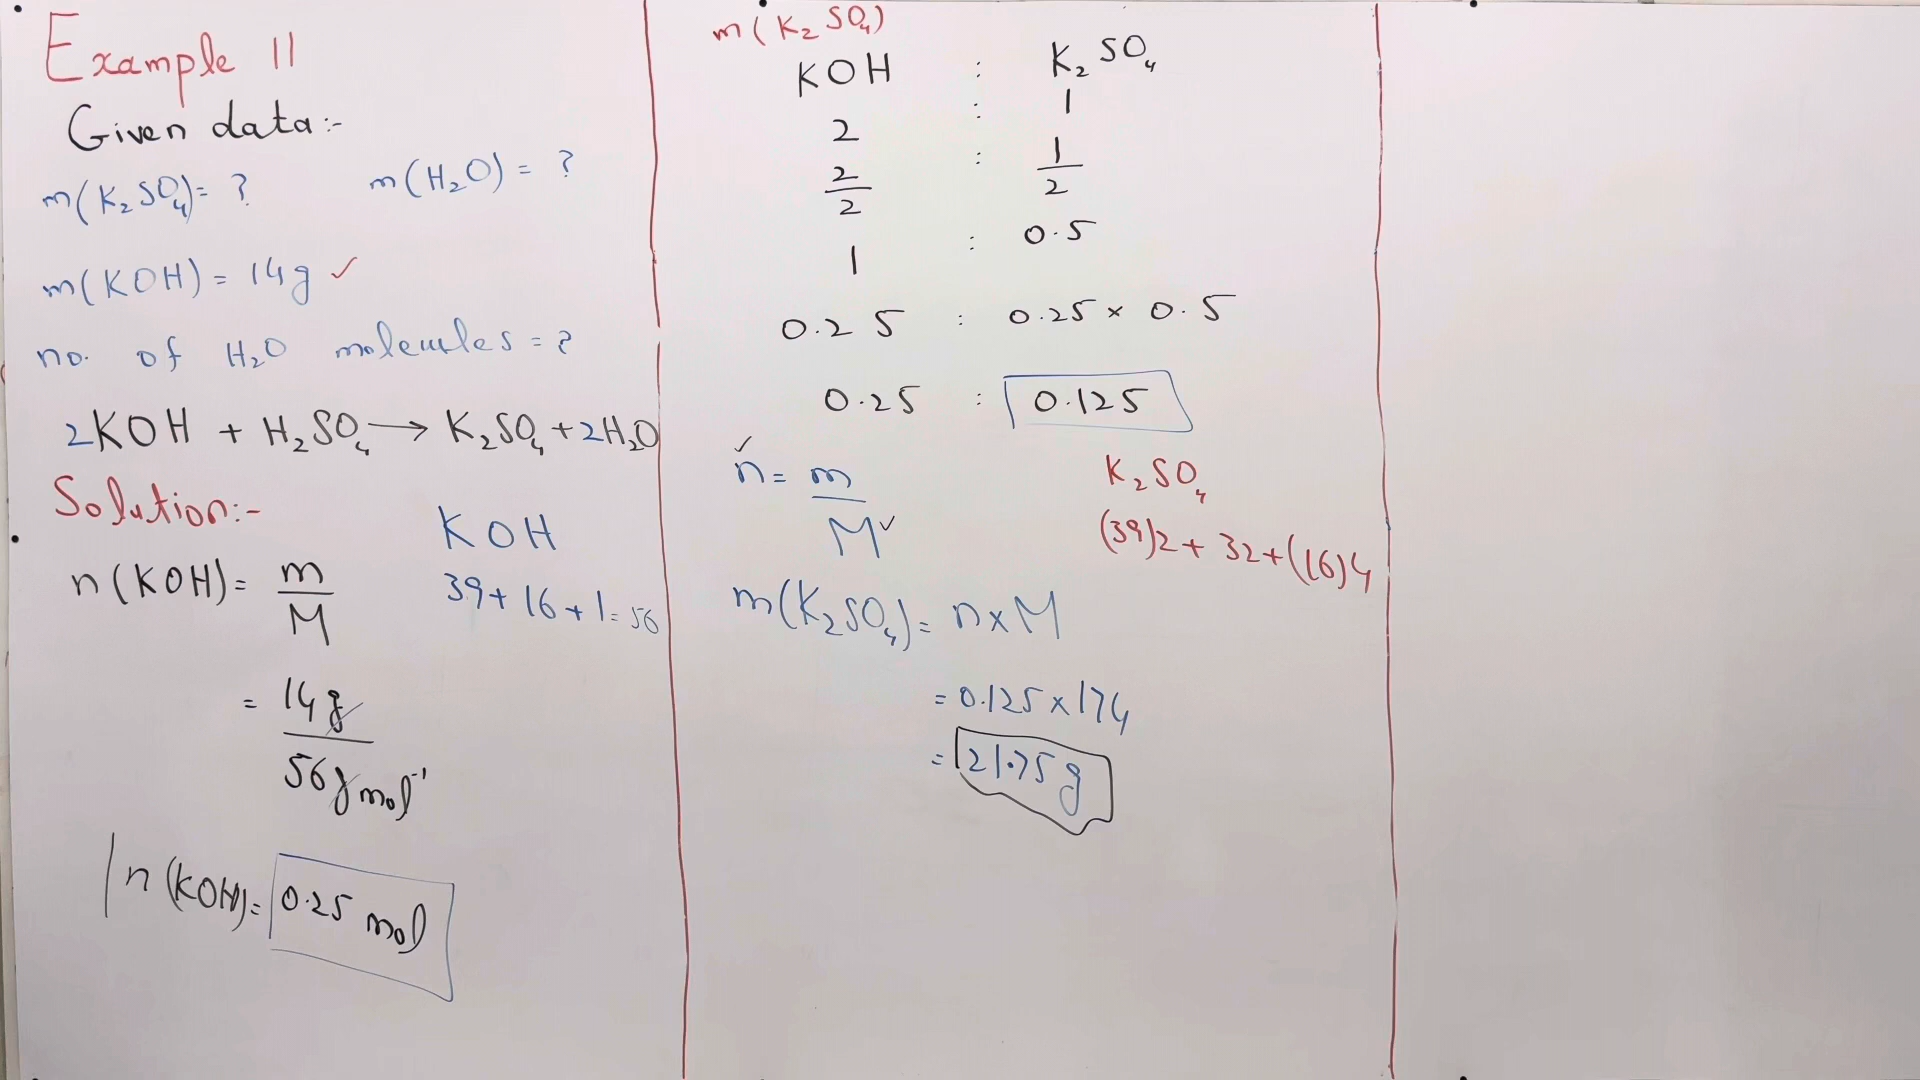 Example 11
Given data:-
m(K₂SO₄)= ? m(H₂O) = ?
m(KOH) = 14g ✓
no. of H₂O molecules = ?
2KOH + H₂SO₄ → K₂SO₄ + 2H₂O
Solution:-
KOH
n(KOH)= m/M
39+16+1=56
= 14g/56g mol⁻¹
n(KOH)= 0.25 mol
m(K₂SO₄)
KOH : K₂SO₄
2 : 1
2/2 : 1/2
1 : 0.5
0.25 : 0.25 × 0.5
0.25 : 0.125
✓
n = m/M ✓
K₂SO₄
(39)2 + 32 + (16)4
m(K₂SO₄)= n×M
= 0.125 × 174
= 21.75 g